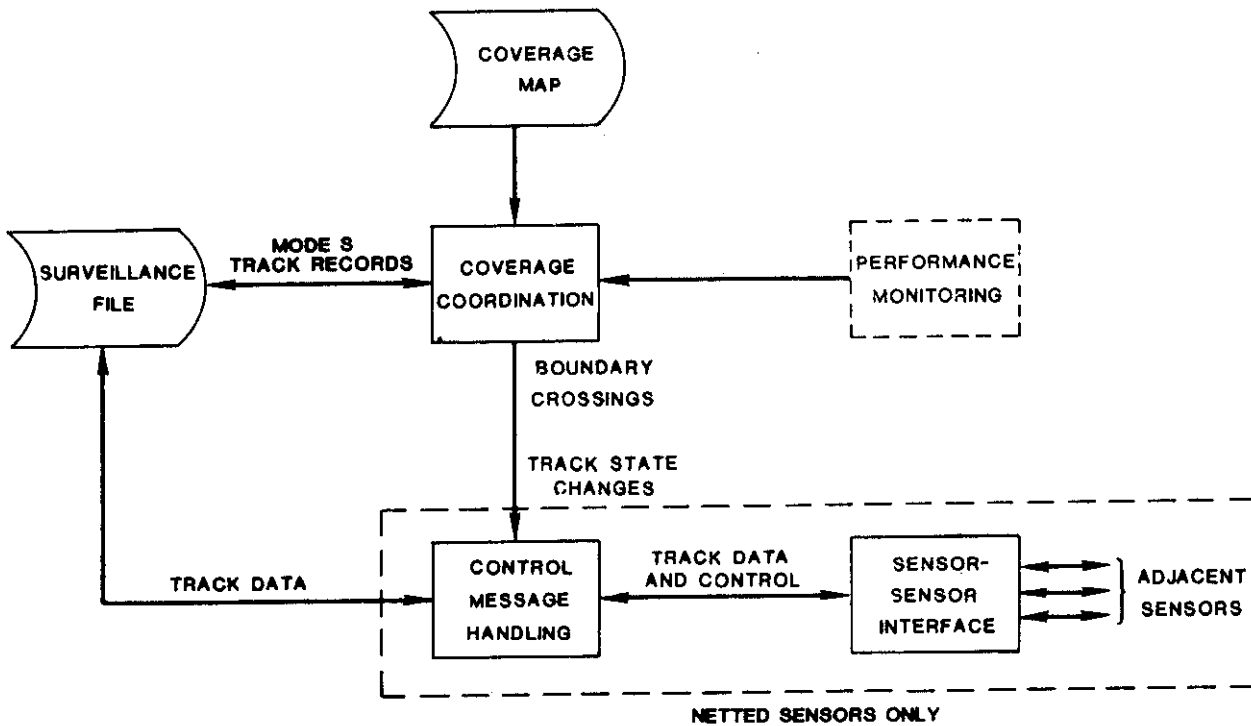 COVERAGE
MAP
MODE S
TRACK RECORDS
SURVEILLANCE
FILE
COVERAGE
COORDINATION
PERFORMANCE
MONITORING
BOUNDARY
CROSSINGS
TRACK STATE
CHANGES
TRACK DATA
CONTROL
MESSAGE
HANDLING
TRACK DATA
AND CONTROL
SENSOR-
SENSOR
INTERFACE
ADJACENT
SENSORS
NETTED SENSORS ONLY